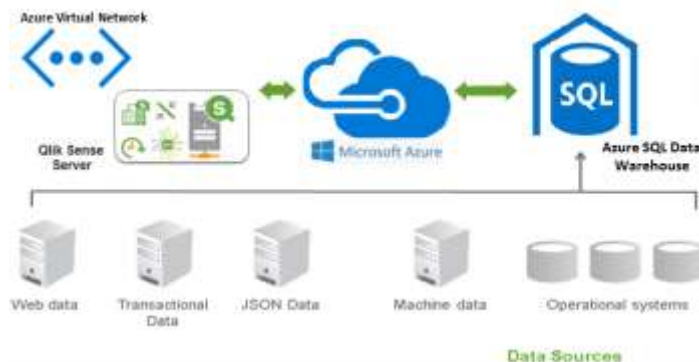 Azure Virtual Network
S
Qlik Sense
Server
Microsoft Azure
SQL
Azure SQL Data
Warehouse
Web data
Transactional
Data
JSON Data
Machine data
Operational systems
Data Sources